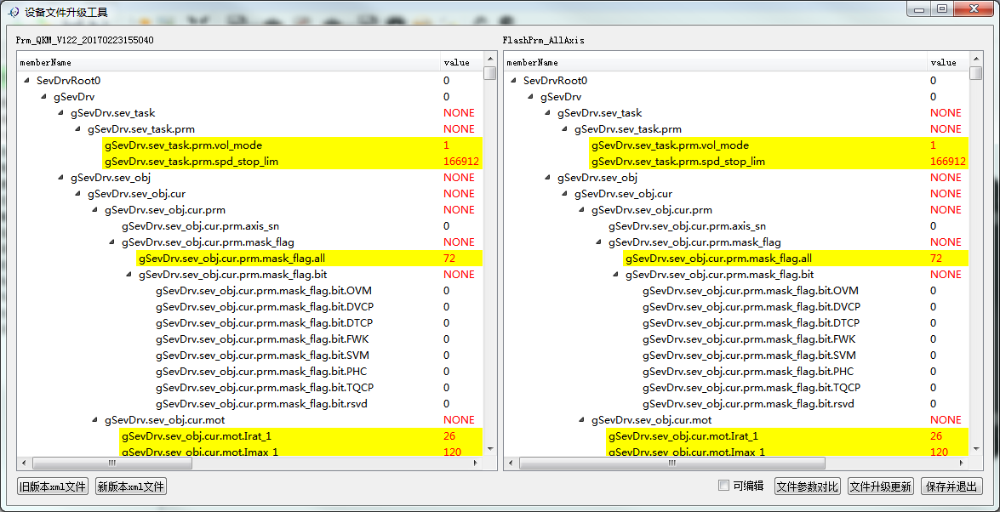 设备文件升级工具
Prm_QKM_V122_20170223155040
memberName value
SevDrvRoot0 0
gSevDrv 0
gSevDrv.sev_task NONE
gSevDrv.sev_task.prm NONE
gSevDrv.sev_task.prm.vol_mode 1
gSevDrv.sev_task.prm.spd_stop_lim 166912
gSevDrv.sev_obj NONE
gSevDrv.sev_obj.cur NONE
gSevDrv.sev_obj.cur.prm NONE
gSevDrv.sev_obj.cur.prm.axis_sn 0
gSevDrv.sev_obj.cur.prm.mask_flag NONE
gSevDrv.sev_obj.cur.prm.mask_flag.all 72
gSevDrv.sev_obj.cur.prm.mask_flag.bit NONE
gSevDrv.sev_obj.cur.prm.mask_flag.bit.OVM 0
gSevDrv.sev_obj.cur.prm.mask_flag.bit.DVCP 0
gSevDrv.sev_obj.cur.prm.mask_flag.bit.DTCP 0
gSevDrv.sev_obj.cur.prm.mask_flag.bit.FWK 0
gSevDrv.sev_obj.cur.prm.mask_flag.bit.SVM 0
gSevDrv.sev_obj.cur.prm.mask_flag.bit.PHC 0
gSevDrv.sev_obj.cur.prm.mask_flag.bit.TQCP 0
gSevDrv.sev_obj.cur.prm.mask_flag.bit.rsvd 0
gSevDrv.sev_obj.cur.mot NONE
gSevDrv.sev_obj.cur.mot.Irat_1 26
gSevDrv.sev_obj.cur.mot.Imax_1 120
FlashPrm_AllAxis
memberName value
SevDrvRoot0 0
gSevDrv 0
gSevDrv.sev_task NONE
gSevDrv.sev_task.prm NONE
gSevDrv.sev_task.prm.vol_mode 1
gSevDrv.sev_task.prm.spd_stop_lim 166912
gSevDrv.sev_obj NONE
gSevDrv.sev_obj.cur NONE
gSevDrv.sev_obj.cur.prm NONE
gSevDrv.sev_obj.cur.prm.axis_sn 0
gSevDrv.sev_obj.cur.prm.mask_flag NONE
gSevDrv.sev_obj.cur.prm.mask_flag.all 72
gSevDrv.sev_obj.cur.prm.mask_flag.bit NONE
gSevDrv.sev_obj.cur.prm.mask_flag.bit.OVM 0
gSevDrv.sev_obj.cur.prm.mask_flag.bit.DVCP 0
gSevDrv.sev_obj.cur.prm.mask_flag.bit.DTCP 0
gSevDrv.sev_obj.cur.prm.mask_flag.bit.FWK 0
gSevDrv.sev_obj.cur.prm.mask_flag.bit.SVM 0
gSevDrv.sev_obj.cur.prm.mask_flag.bit.PHC 0
gSevDrv.sev_obj.cur.prm.mask_flag.bit.TQCP 0
gSevDrv.sev_obj.cur.prm.mask_flag.bit.rsvd 0
gSevDrv.sev_obj.cur.mot NONE
gSevDrv.sev_obj.cur.mot.Irat_1 26
gSevDrv.sev_obj.cur.mot.Imax_1 120
旧版本xml文件 新版本xml文件 可编辑 文件参数对比 文件升级更新 保存并退出